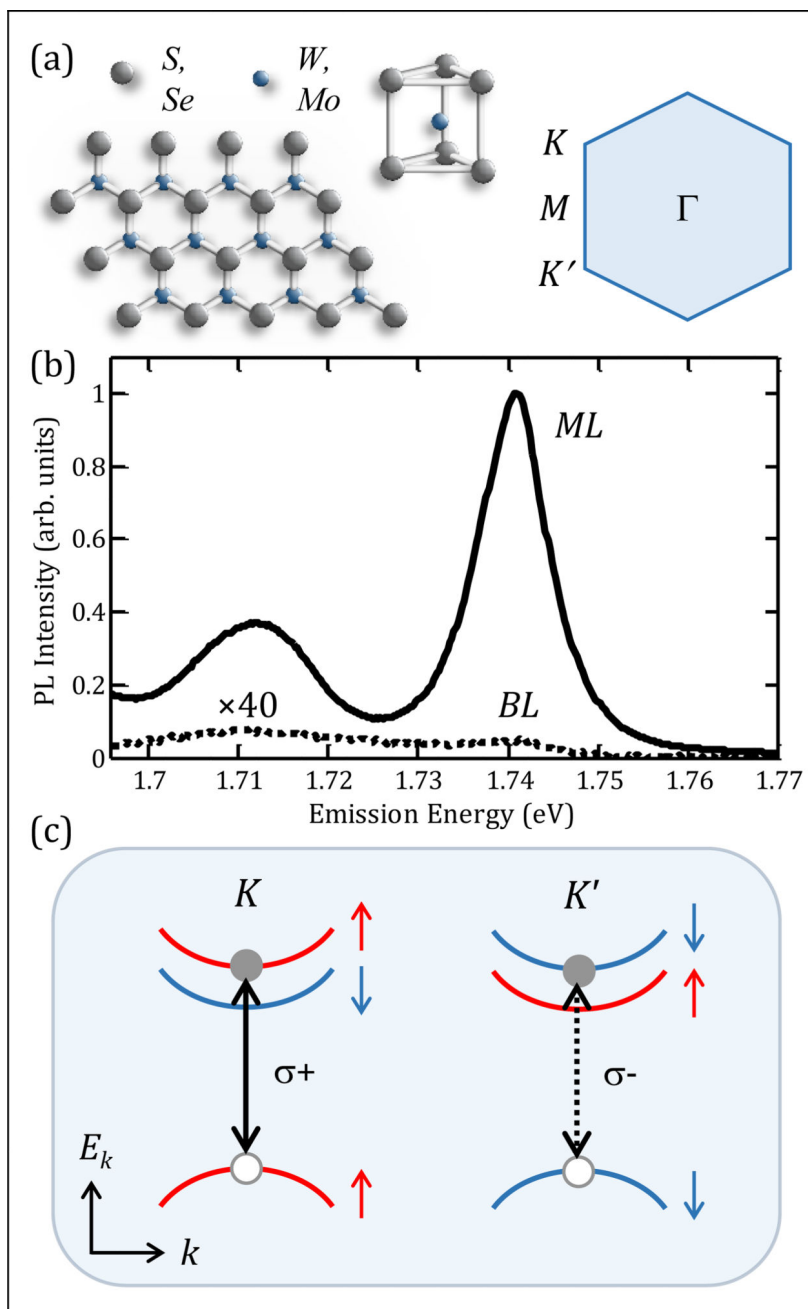 (a)
S,
Se
W,
Mo
K
M
Γ
K′
(b)
PL Intensity (arb. units)
1
0.8
0.6
0.4
0.2
0
ML
×40
BL
1.7
1.71
1.72
1.73
1.74
1.75
1.76
1.77
Emission Energy (eV)
(c)
K
K′
σ+
σ-
E_k
k